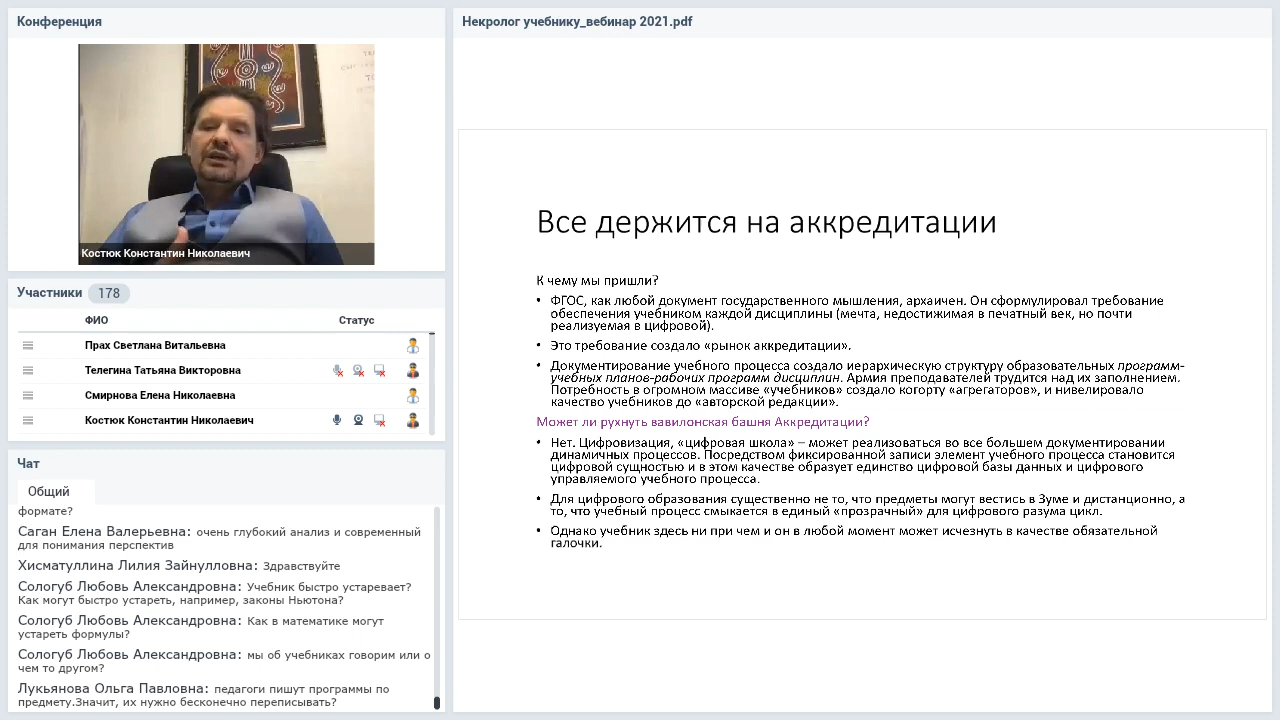 Конференция
Костюк Константин Николаевич
Участники 178
ФИО Статус
Прах Светлана Витальевна
Телегина Татьяна Викторовна
Смирнова Елена Николаевна
Костюк Константин Николаевич
Чат
Общий
формате?
Саган Елена Валерьевна: очень глубокий анализ и современный
для понимания перспектив
Хисматуллина Лилия Зайнулловна: Здравствуйте
Сологуб Любовь Александровна: Учебник быстро устаревает?
Как могут быстро устареть, например, законы Ньютона?
Сологуб Любовь Александровна: Как в математике могут
устареть формулы?
Сологуб Любовь Александровна: мы об учебниках говорим или о
чем то другом?
Лукьянова Ольга Павловна: педагоги пишут программы по
предмету.Значит, их нужно бесконечно переписывать?
Некролог учебнику_вебинар 2021.pdf
Все держится на аккредитации
К чему мы пришли?
• ФГОС, как любой документ государственного мышления, архаичен. Он сформулировал требование
обеспечения учебником каждой дисциплины (мечта, недостижимая в печатный век, но почти
реализуемая в цифровой).
• Это требование создало «рынок аккредитации».
• Документирование учебного процесса создало иерархическую структуру образовательных программ-
учебных планов-рабочих программ дисциплин. Армия преподавателей трудится над их заполнением.
Потребность в огромном массиве «учебников» создало когорту «агрегаторов», и нивелировало
качество учебников до «авторской редакции».
Может ли рухнуть вавилонская башня Аккредитации?
• Нет. Цифровизация, «цифровая школа» – может реализоваться во все большем документировании
динамичных процессов. Посредством фиксированной записи элемент учебного процесса становится
цифровой сущностью и в этом качестве образует единство цифровой базы данных и цифрового
управляемого учебного процесса.
• Для цифрового образования существенно не то, что предметы могут вестись в Зуме и дистанционно, а
то, что учебный процесс смыкается в единый «прозрачный» для цифрового разума цикл.
• Однако учебник здесь ни при чем и он в любой момент может исчезнуть в качестве обязательной
галочки.